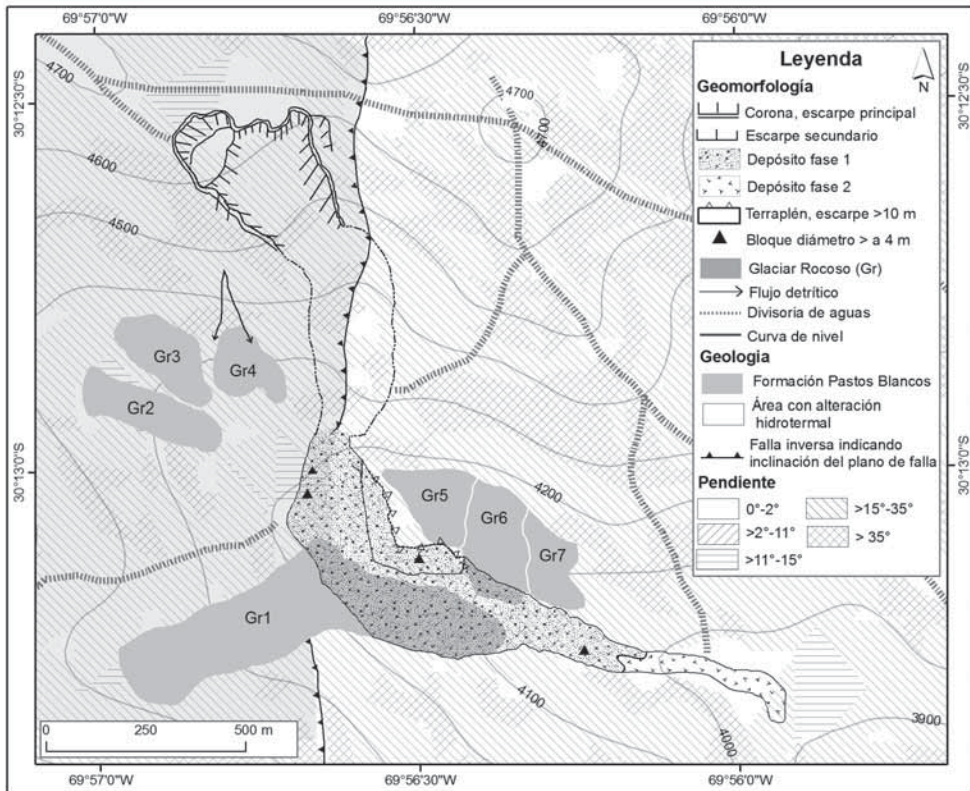 69°57'0"W
69°56'30"W
69°56'0"W
30°12'30"S
30°12'30"S
4700
4700
4700
4600
4500
Gr3
Gr4
Gr2
30°13'0"S
30°13'0"S
Gr5
4200
Gr6
Gr7
Gr1
4100
4000
3900
0
250
500 m
69°57'0"W
69°56'30"W
69°56'0"W
Leyenda
N
Geomorfología
Corona, escarpe principal
Escarpe secundario
Depósito fase 1
Depósito fase 2
Terraplén, escarpe >10 m
Bloque diámetro > a 4 m
Glaciar Rocoso (Gr)
Flujo detrítico
Divisoria de aguas
Curva de nivel
Geologia
Formación Pastos Blancos
Área con alteración
hidrotermal
Falla inversa indicando
inclinación del plano de falla
Pendiente
0°-2°
>2°-11°
>11°-15°
>15°-35°
> 35°